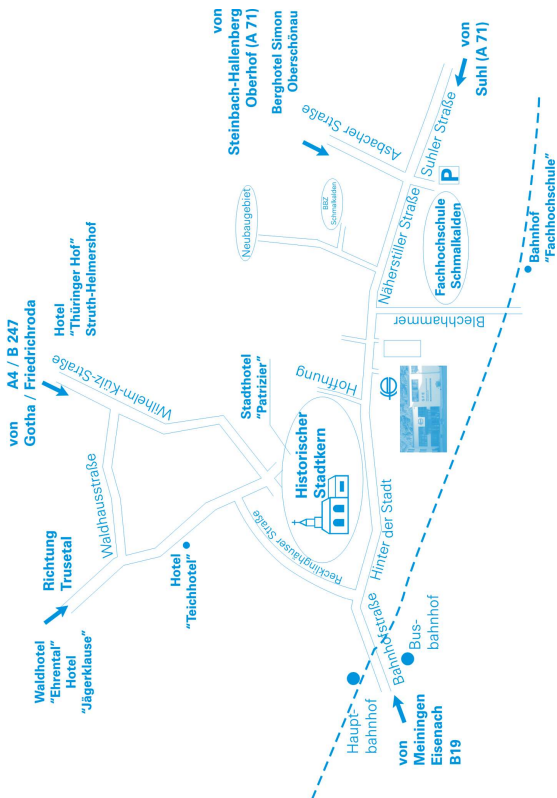 von
Steinbach-Hallenberg
Oberhof (A 71)
Berghotel Simon
Oberschönau
von
Suhl (A 71)
Asbacher Straße
Suhler Straße
P
Neubaugebiet
BBZ
Schmalkalden
Näherstiller Straße
Fachhochschule
Schmalkalden
Bahnhof
"Fachhochschule"
Blechhammer
von A4 / B 247
Gotha / Friedrichroda
Hotel
"Thüringer Hof"
Struth-Helmershof
Wilhelm-Külz-Straße
Stadthotel
"Patrizier"
Hoffnung
Waldhausstraße
Historischer
Stadtkern
Richtung
Trusetal
Hotel
"Teichhotel"
Recklinghäuser Straße
Hinter der Stadt
Waldhotel
"Ehrental"
Hotel
"Jägerklause"
Bahnhofstraße
Bus-
bahnhof
Haupt-
bahnhof
von
Meiningen
Eisenach
B19